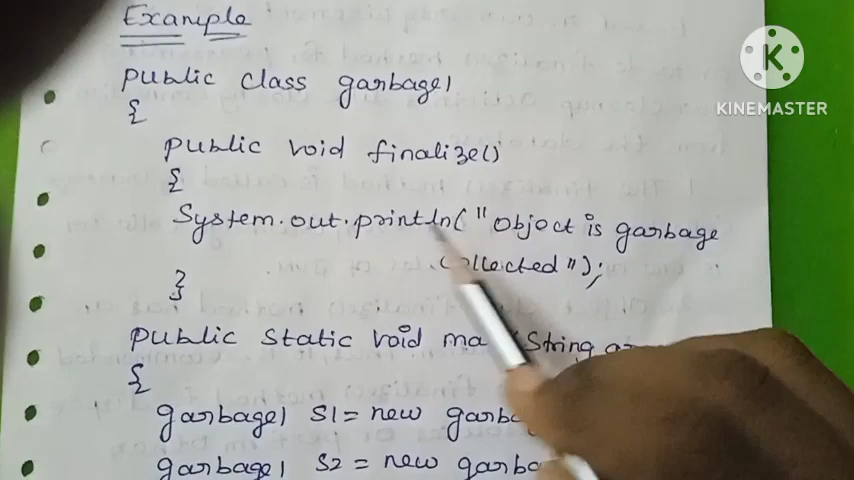 Example
public class garbage1
{
public void finalize()
{
System.out.println("Object is garbage
collected");
}
public static void
{
garbage1 S1 = new
garbage1 S2 = new
K
KINEMASTER